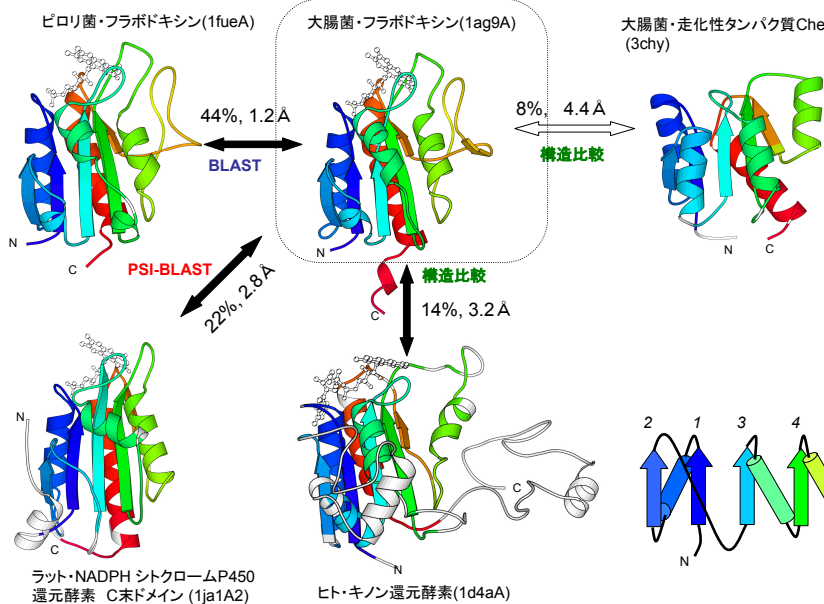 ピロリ菌・フラボドキシン(1fueA)
大腸菌・フラボドキシン(1ag9A)
大腸菌・走化性タンパク質Che
(3chy)
44%, 1.2Å
BLAST
8%, 4.4Å
構造比較
N
C
N
C
N
C
PSI-BLAST
22%, 2.8Å
構造比較
14%, 3.2Å
N
C
N
C
2 1 3 4
N
ラット・NADPH シトクロームP450
還元酵素 C末ドメイン (1ja1A2)
ヒト・キノン還元酵素(1d4aA)